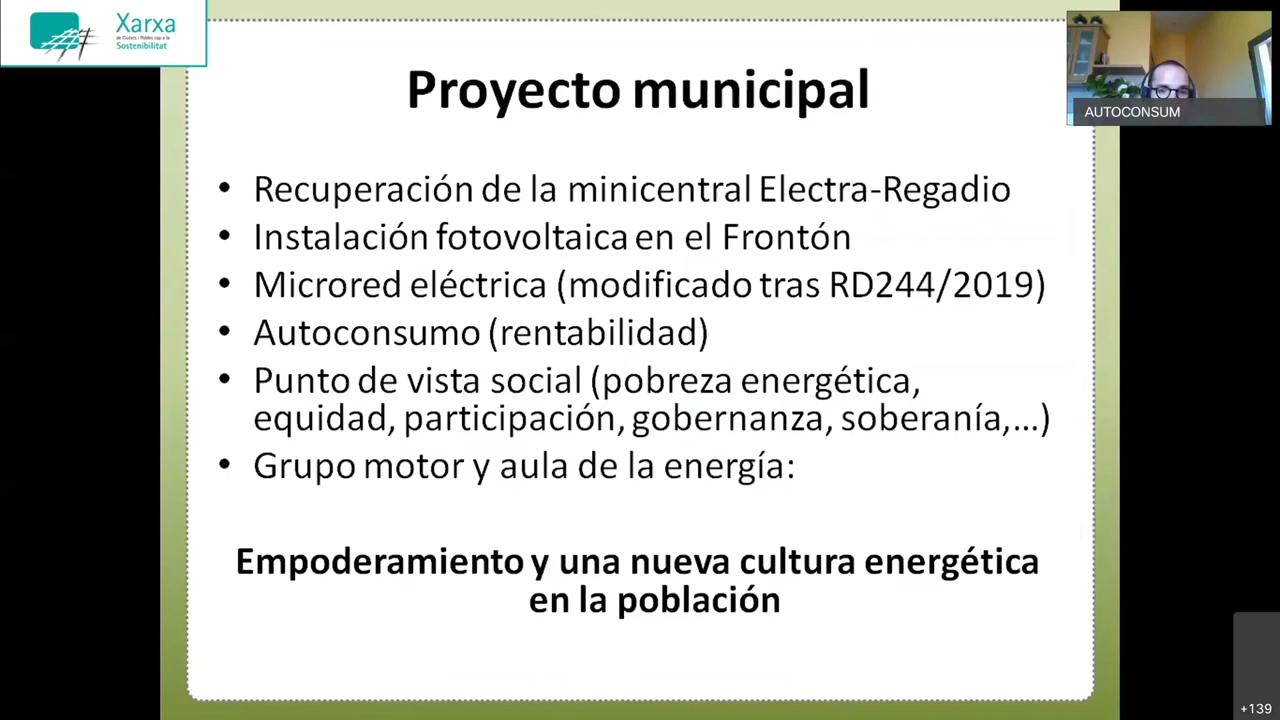 Xarxa
de Ciutats i Pobles cap a la
Sostenibilitat
AUTOCONSUM
Proyecto municipal
• Recuperación de la minicentral Electra-Regadio
• Instalación fotovoltaica en el Frontón
• Microred eléctrica (modificado tras RD244/2019)
• Autoconsumo (rentabilidad)
• Punto de vista social (pobreza energética,
equidad, participación, gobernanza, soberanía,...)
• Grupo motor y aula de la energía:
Empoderamiento y una nueva cultura energética
en la población
+139